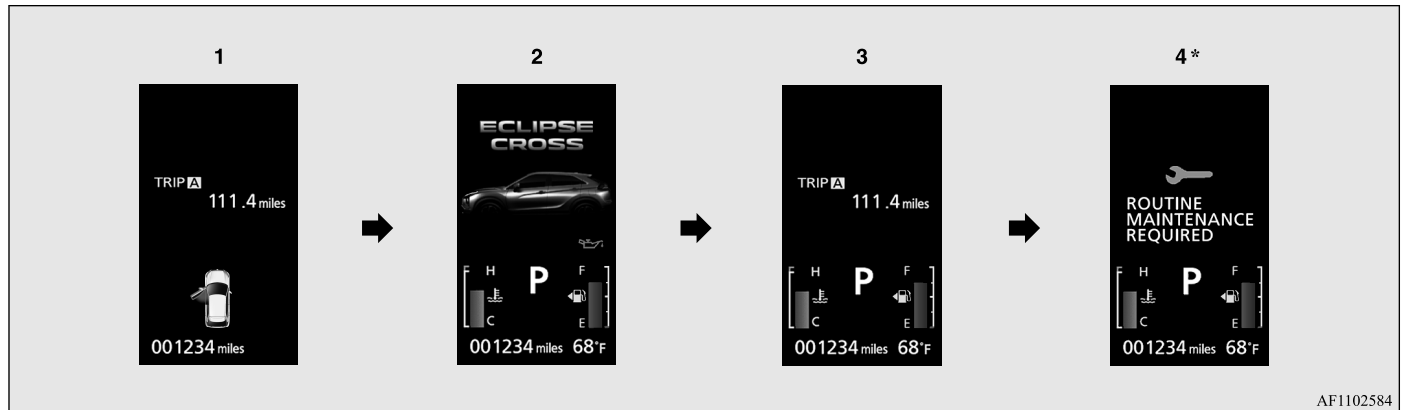 1
2
3
4*
TRIP A
111.4 miles
001234 miles
ECLIPSE
CROSS
H
P
F
C
E
001234 miles 68°F
TRIP A
111.4 miles
H
P
F
C
E
001234 miles 68°F
ROUTINE
MAINTENANCE
REQUIRED
H
P
F
C
E
001234 miles 68°F
AF1102584